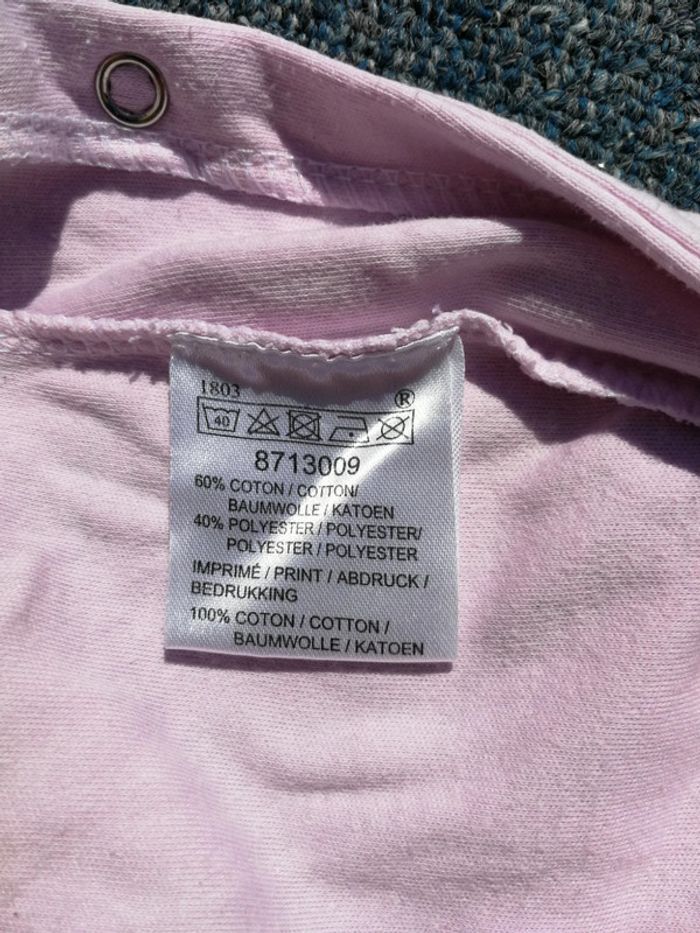 1803 ®
40
8713009
60% COTON / COTTON/
BAUMWOLLE / KATOEN
40% POLYESTER / POLYESTER/
POLYESTER / POLYESTER
IMPRIMÉ / PRINT / ABDRUCK /
BEDRUKKING
100% COTON / COTTON /
BAUMWOLLE / KATOEN